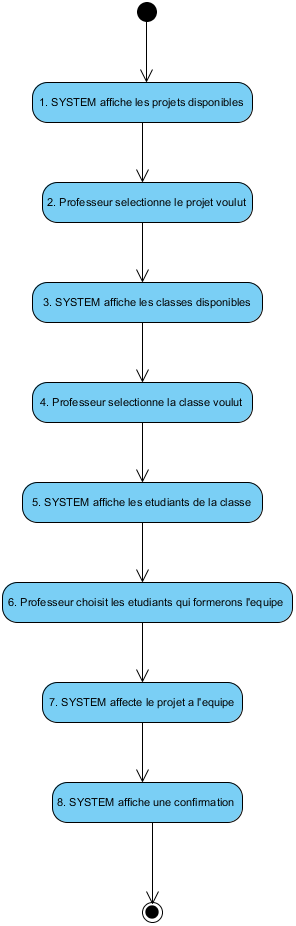 1. SYSTEM affiche les projets disponibles
2. Professeur selectionne le projet voulut
3. SYSTEM affiche les classes disponibles
4. Professeur selectionne la classe voulut
5. SYSTEM affiche les etudiants de la classe
6. Professeur choisit les etudiants qui formerons l'equipe
7. SYSTEM affecte le projet a l'equipe
8. SYSTEM affiche une confirmation